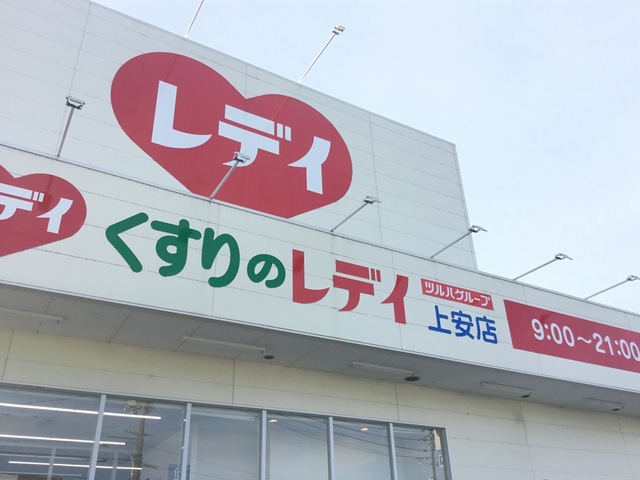 レディ
ディ
くすりのレディ
ツルハグループ
上安店
9:00～21:00